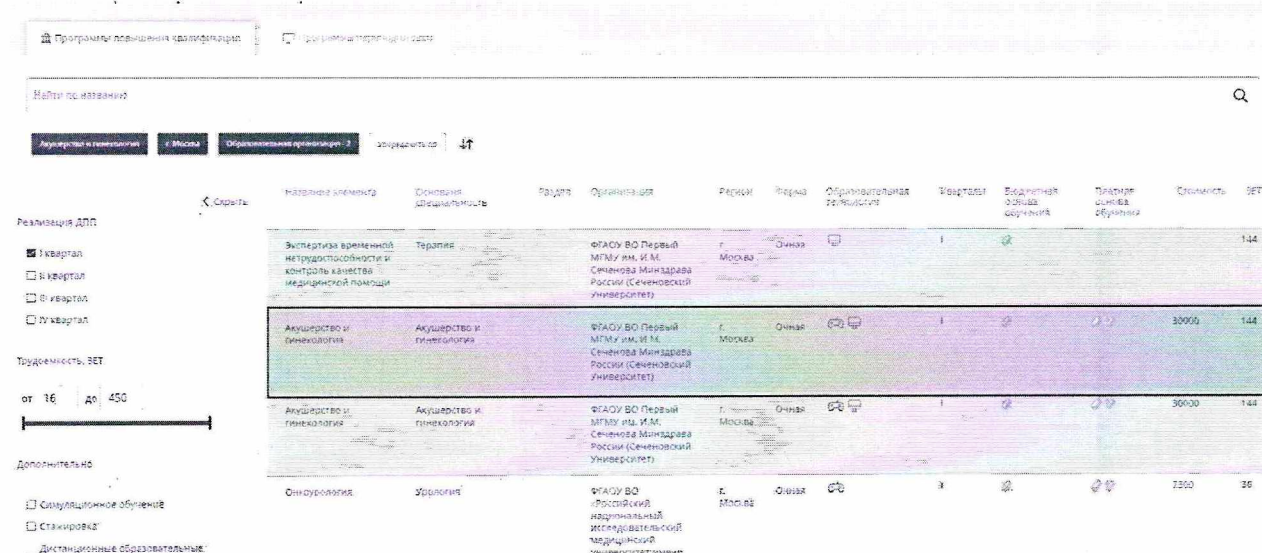 Программы повышения квалификации
Найти по названию
Акушерство и гинекология г. Москва Образовательная организация - 2
Скрыть
Название элемента Основная специальность Раздел Организация Регион Форма Образовательная технология Кварталы Бюджетная основа обучения Платная основа обучения Стоимость ЗЕТ
Реализация ДПП
I квартал
II квартал
III квартал
IV квартал
Трудоемкость, ЗЕТ
от 16 до 450
Дополнительно
Симуляционное обучение
Стажировка
Дистанционные образовательные
Экспертиза временной Терапия ФГАОУ ВО Первый г. Очная I 144
нетрудоспособности и МГМУ им. И.М. Москва
контроль качества Сеченова Минздрава
медицинской помощи России (Сеченовский
Университет)
Акушерство и Акушерство и ФГАОУ ВО Первый г. Очная I 30000 144
гинекология гинекология МГМУ им. И.М. Москва
Сеченова Минздрава
России (Сеченовский
Университет)
Акушерство и Акушерство и ФГАОУ ВО Первый г. Очная I 30000 144
гинекология гинекология МГМУ им. И.М. Москва
Сеченова Минздрава
России (Сеченовский
Университет)
Онкоурология Урология ФГАОУ ВО г. Очная 36
«Российский Москва
национальный
исследовательский
медицинский